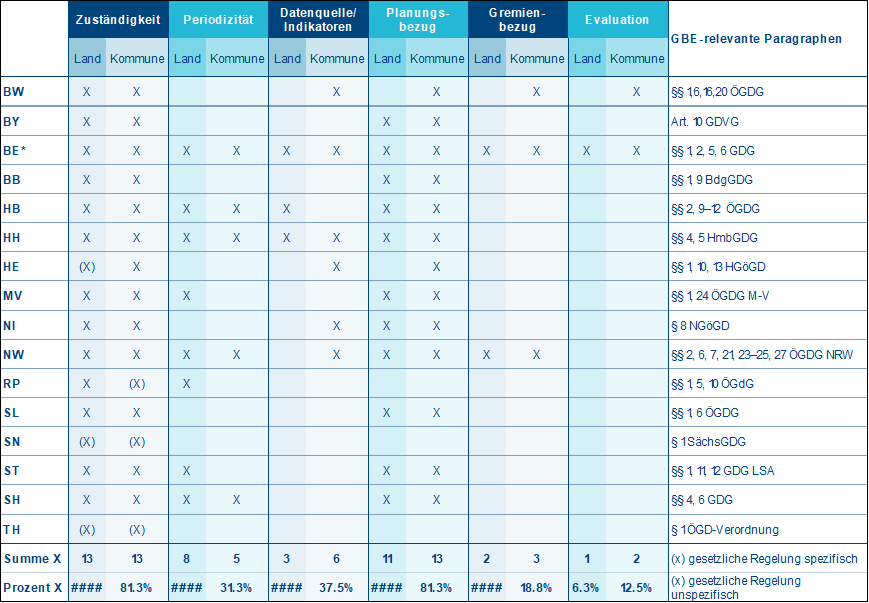 Zuständigkeit Periodizität Datenquelle/ Indikatoren Planungs- bezug Gremien- bezug Evaluation GBE-relevante Paragraphen
Land Kommune Land Kommune Land Kommune Land Kommune Land Kommune Land Kommune
BW X X X X X X §§ 1,6,16,20 ÖGDG
BY X X X X Art. 10 GDVG
BE* X X X X X X X X X X X X §§ 1, 2, 5, 6 GDG
BB X X X X §§ 1, 9 BdgGDG
HB X X X X X X X §§ 2, 9–12 ÖGDG
HH X X X X X X X X §§ 4, 5 HmbGDG
HE (X) X X X §§ 1, 10, 13 HGöGD
MV X X X X X §§ 1, 24 ÖGDG M-V
NI X X X X X § 8 NGöGD
NW X X X X X X X X X §§ 2, 6, 7, 21, 23–25, 27 ÖGDG NRW
RP X (X) X §§ 1, 5, 10 ÖGdG
SL X X X X §§ 1, 6 ÖGDG
SN (X) (X) § 1 SächsGDG
ST X X X X X §§ 1, 11, 12 GDG LSA
SH X X X X X X §§ 4, 6 GDG
TH (X) (X) § 1 ÖGD-Verordnung
Summe X 13 13 8 5 3 6 11 13 2 3 1 2 (x) gesetzliche Regelung spezifisch
Prozent X #### 81.3% #### 31.3% #### 37.5% #### 81.3% #### 18.8% 6.3% 12.5% (x) gesetzliche Regelung
unspezifisch